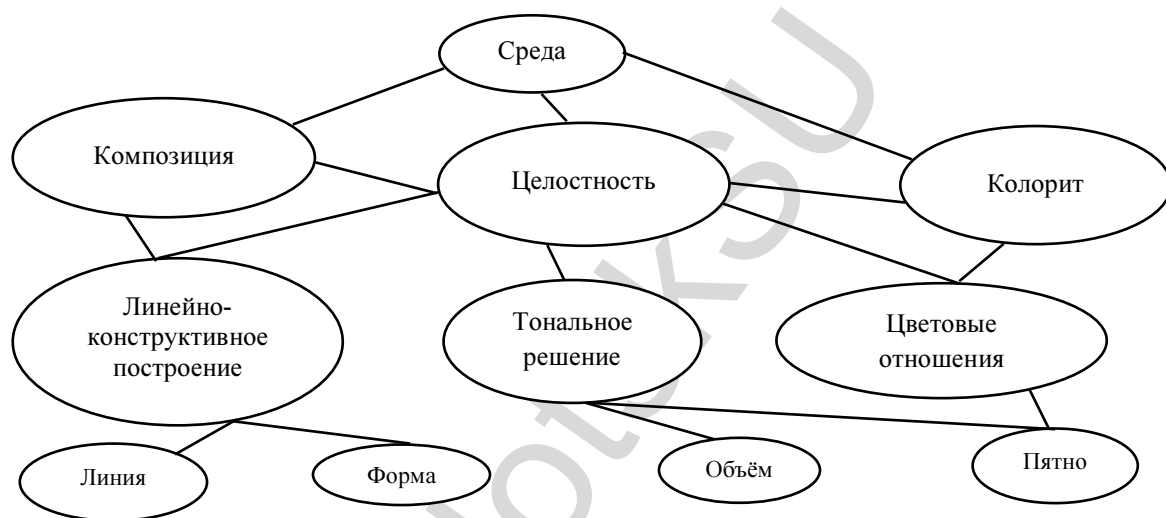 Среда
Композиция
Целостность
Колорит
Линейно-
конструктивное
построение
Тональное
решение
Цветовые
отношения
Линия
Форма
Объём
Пятно